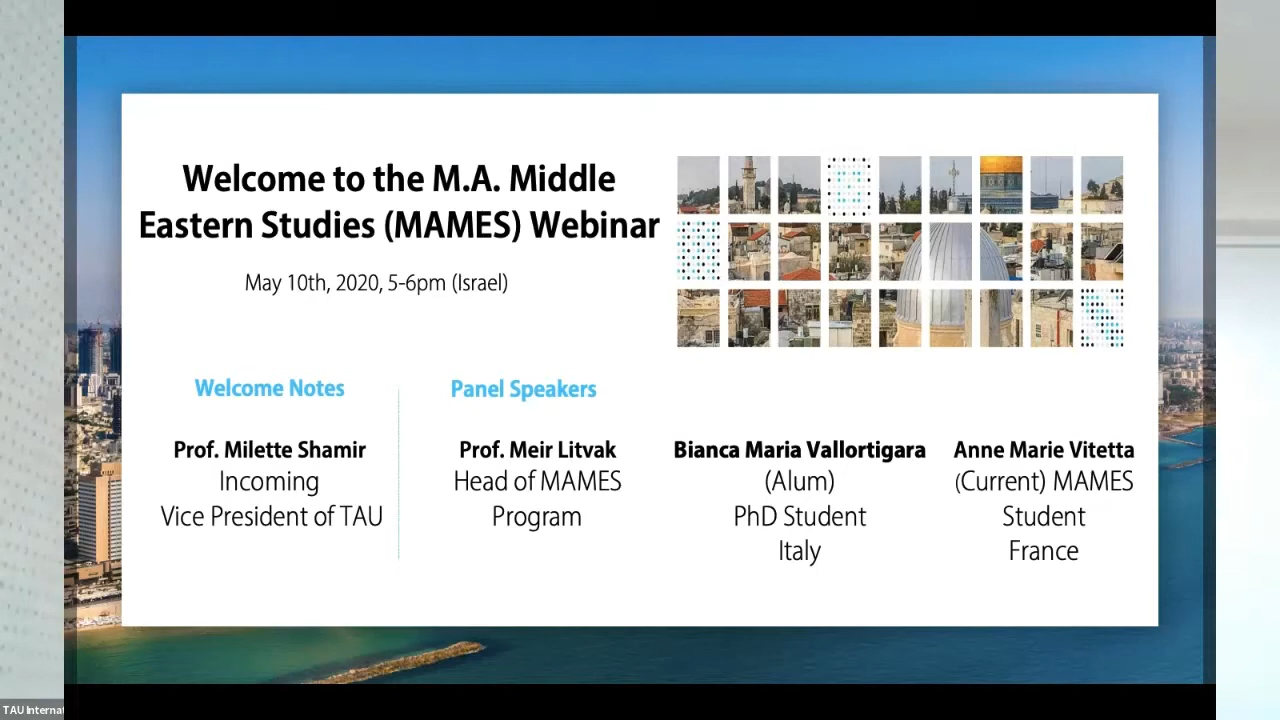 Welcome to the M.A. Middle
Eastern Studies (MAMES) Webinar
May 10th, 2020, 5-6pm (Israel)
Welcome Notes
Prof. Milette Shamir
Incoming
Vice President of TAU
Panel Speakers
Prof. Meir Litvak
Head of MAMES
Program
Bianca Maria Vallortigara
(Alum)
PhD Student
Italy
Anne Marie Vitetta
(Current) MAMES
Student
France
TAU Internat